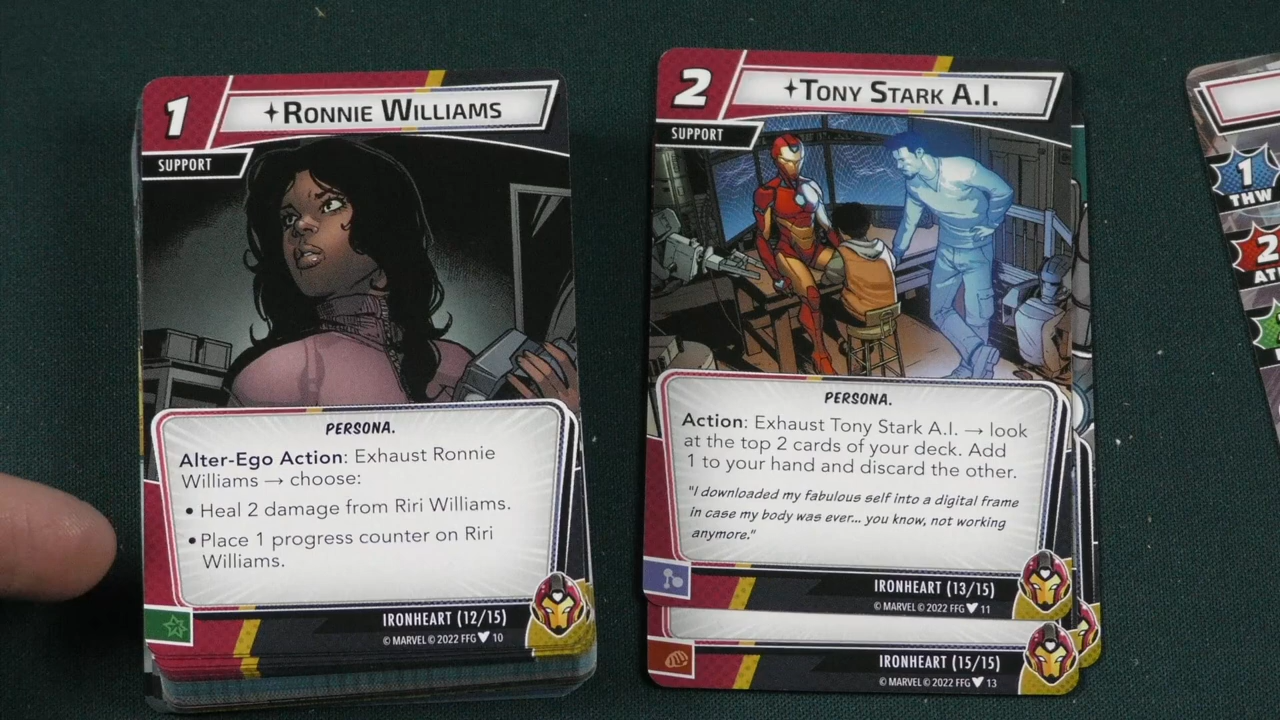 1
✦RONNIE WILLIAMS
SUPPORT
PERSONA.
Alter-Ego Action: Exhaust Ronnie
Williams → choose:
• Heal 2 damage from Riri Williams.
• Place 1 progress counter on Riri
Williams.
IRONHEART (12/15)
© MARVEL © 2022 FFG 10
2
✦TONY STARK A.I.
SUPPORT
PERSONA.
Action: Exhaust Tony Stark A.I. → look
at the top 2 cards of your deck. Add
1 to your hand and discard the other.
"I downloaded my fabulous self into a digital frame
in case my body was ever... you know, not working
anymore."
IRONHEART (13/15)
© MARVEL © 2022 FFG 11
IRONHEART (15/15)
© MARVEL © 2022 FFG 13
1
THW
2